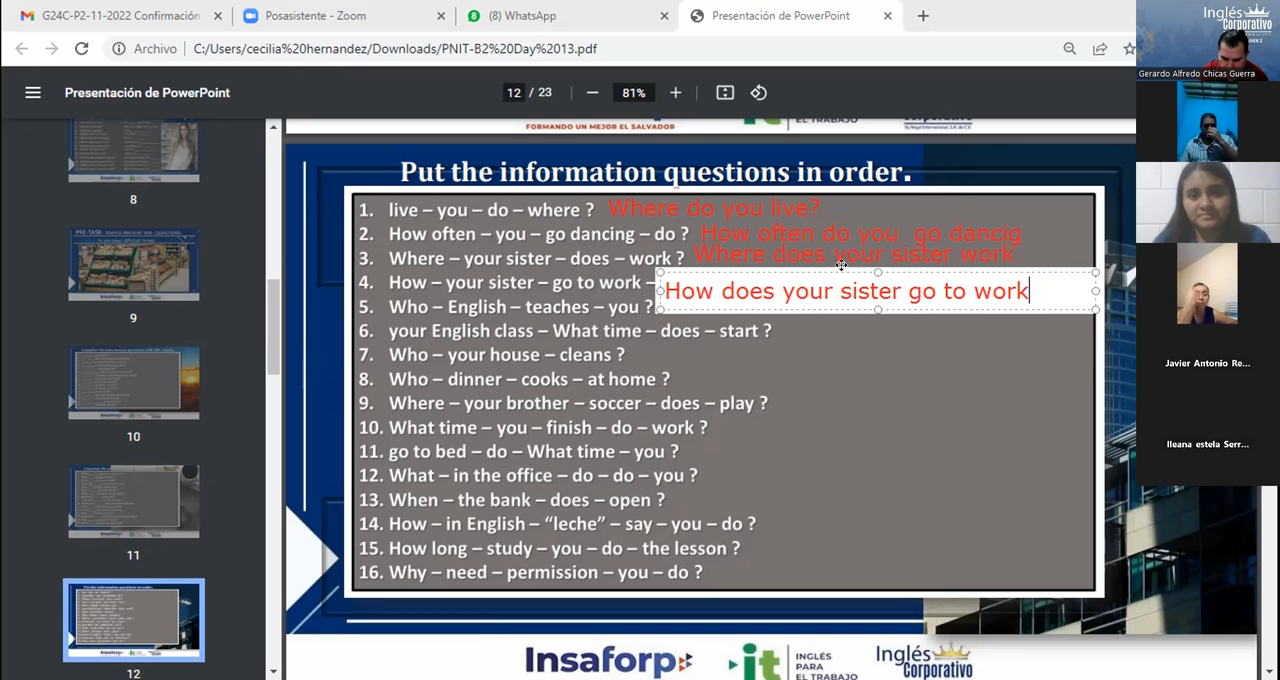 G24C-P2-11-2022 Confirmación
Posasistente - Zoom
(8) WhatsApp
Presentación de PowerPoint
Archivo
C:/Users/cecilia%20hernandez/Downloads/PNIT-B2%20Day%2013.pdf
Presentación de PowerPoint
12 / 23
81%
8
9
10
11
12
FORMANDO UN MEJOR EL SALVADOR
EL TRABAJO
Put the information questions in order.
1. live – you – do – where ? Where do you live?
2. How often – you – go dancing – do ? How often do you go dancig
3. Where – your sister – does – work ? Where does your sister work
4. How – your sister – go to work – How does your sister go to work
5. Who – English – teaches – you ?
6. your English class – What time – does – start ?
7. Who – your house – cleans ?
8. Who – dinner – cooks – at home ?
9. Where – your brother – soccer – does – play ?
10. What time – you – finish – do – work ?
11. go to bed – do – What time – you ?
12. What – in the office – do – do – you ?
13. When – the bank – does – open ?
14. How – in English – “leche” – say – you – do ?
15. How long – study – you – do – the lesson ?
16. Why – need – permission – you – do ?
Insaforp
it
INGLÉS
PARA
EL TRABAJO
Inglés
Corporativo
Inglés
Corporativo
Gerardo Alfredo Chicas Guerra
Javier Antonio Re...
Ileana estela Serr...